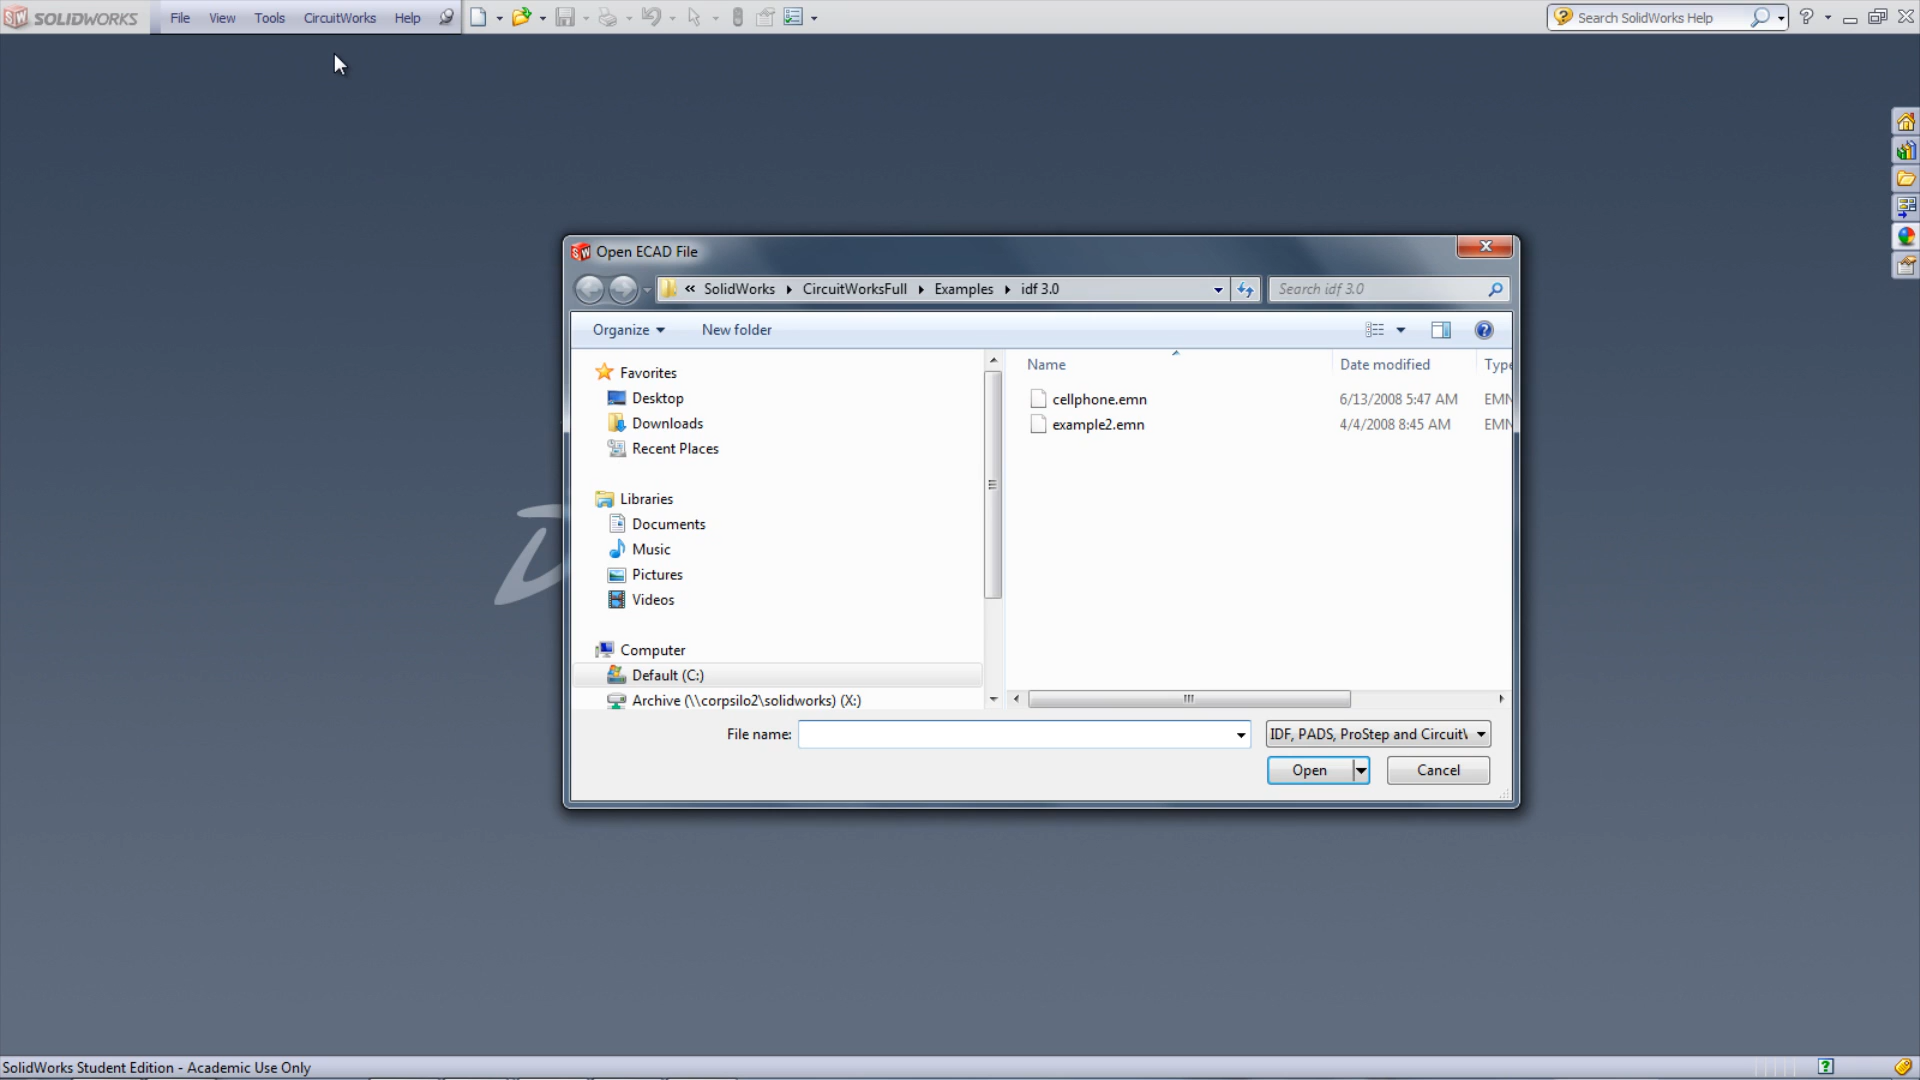 SOLIDWORKS File View Tools CircuitWorks Help Search SolidWorks Help
Open ECAD File
« SolidWorks CircuitWorksFull Examples idf 3.0 Search idf 3.0
Organize New folder
Name Date modified Type
Favorites
Desktop
Downloads
Recent Places
cellphone.emn 6/13/2008 5:47 AM EMN
example2.emn 4/4/2008 8:45 AM EMN
Libraries
Documents
Music
Pictures
Videos
Computer
Default (C:)
Archive (\\corpsilo2\solidworks) (X:)
File name: IDF, PADS, ProStep and Circuit
Open Cancel
SolidWorks Student Edition - Academic Use Only